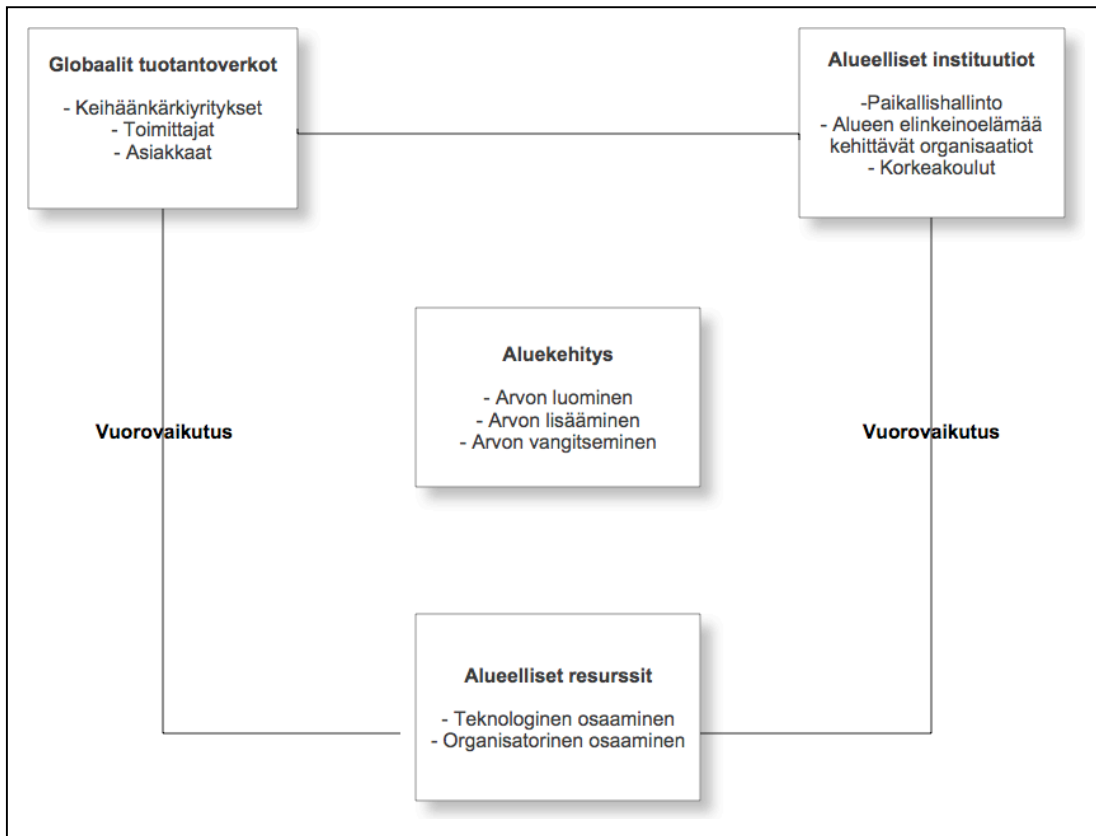 Globaalit tuotantoverkot
- Keihäänkärkiyritykset
- Toimittajat
- Asiakkaat
Alueelliset instituutiot
-Paikallishallinto
- Alueen elinkeinoelämää
kehittävät organisaatiot
- Korkeakoulut
Aluekehitys
- Arvon luominen
- Arvon lisääminen
- Arvon vangitseminen
Vuorovaikutus
Vuorovaikutus
Alueelliset resurssit
- Teknologinen osaaminen
- Organisatorinen osaaminen